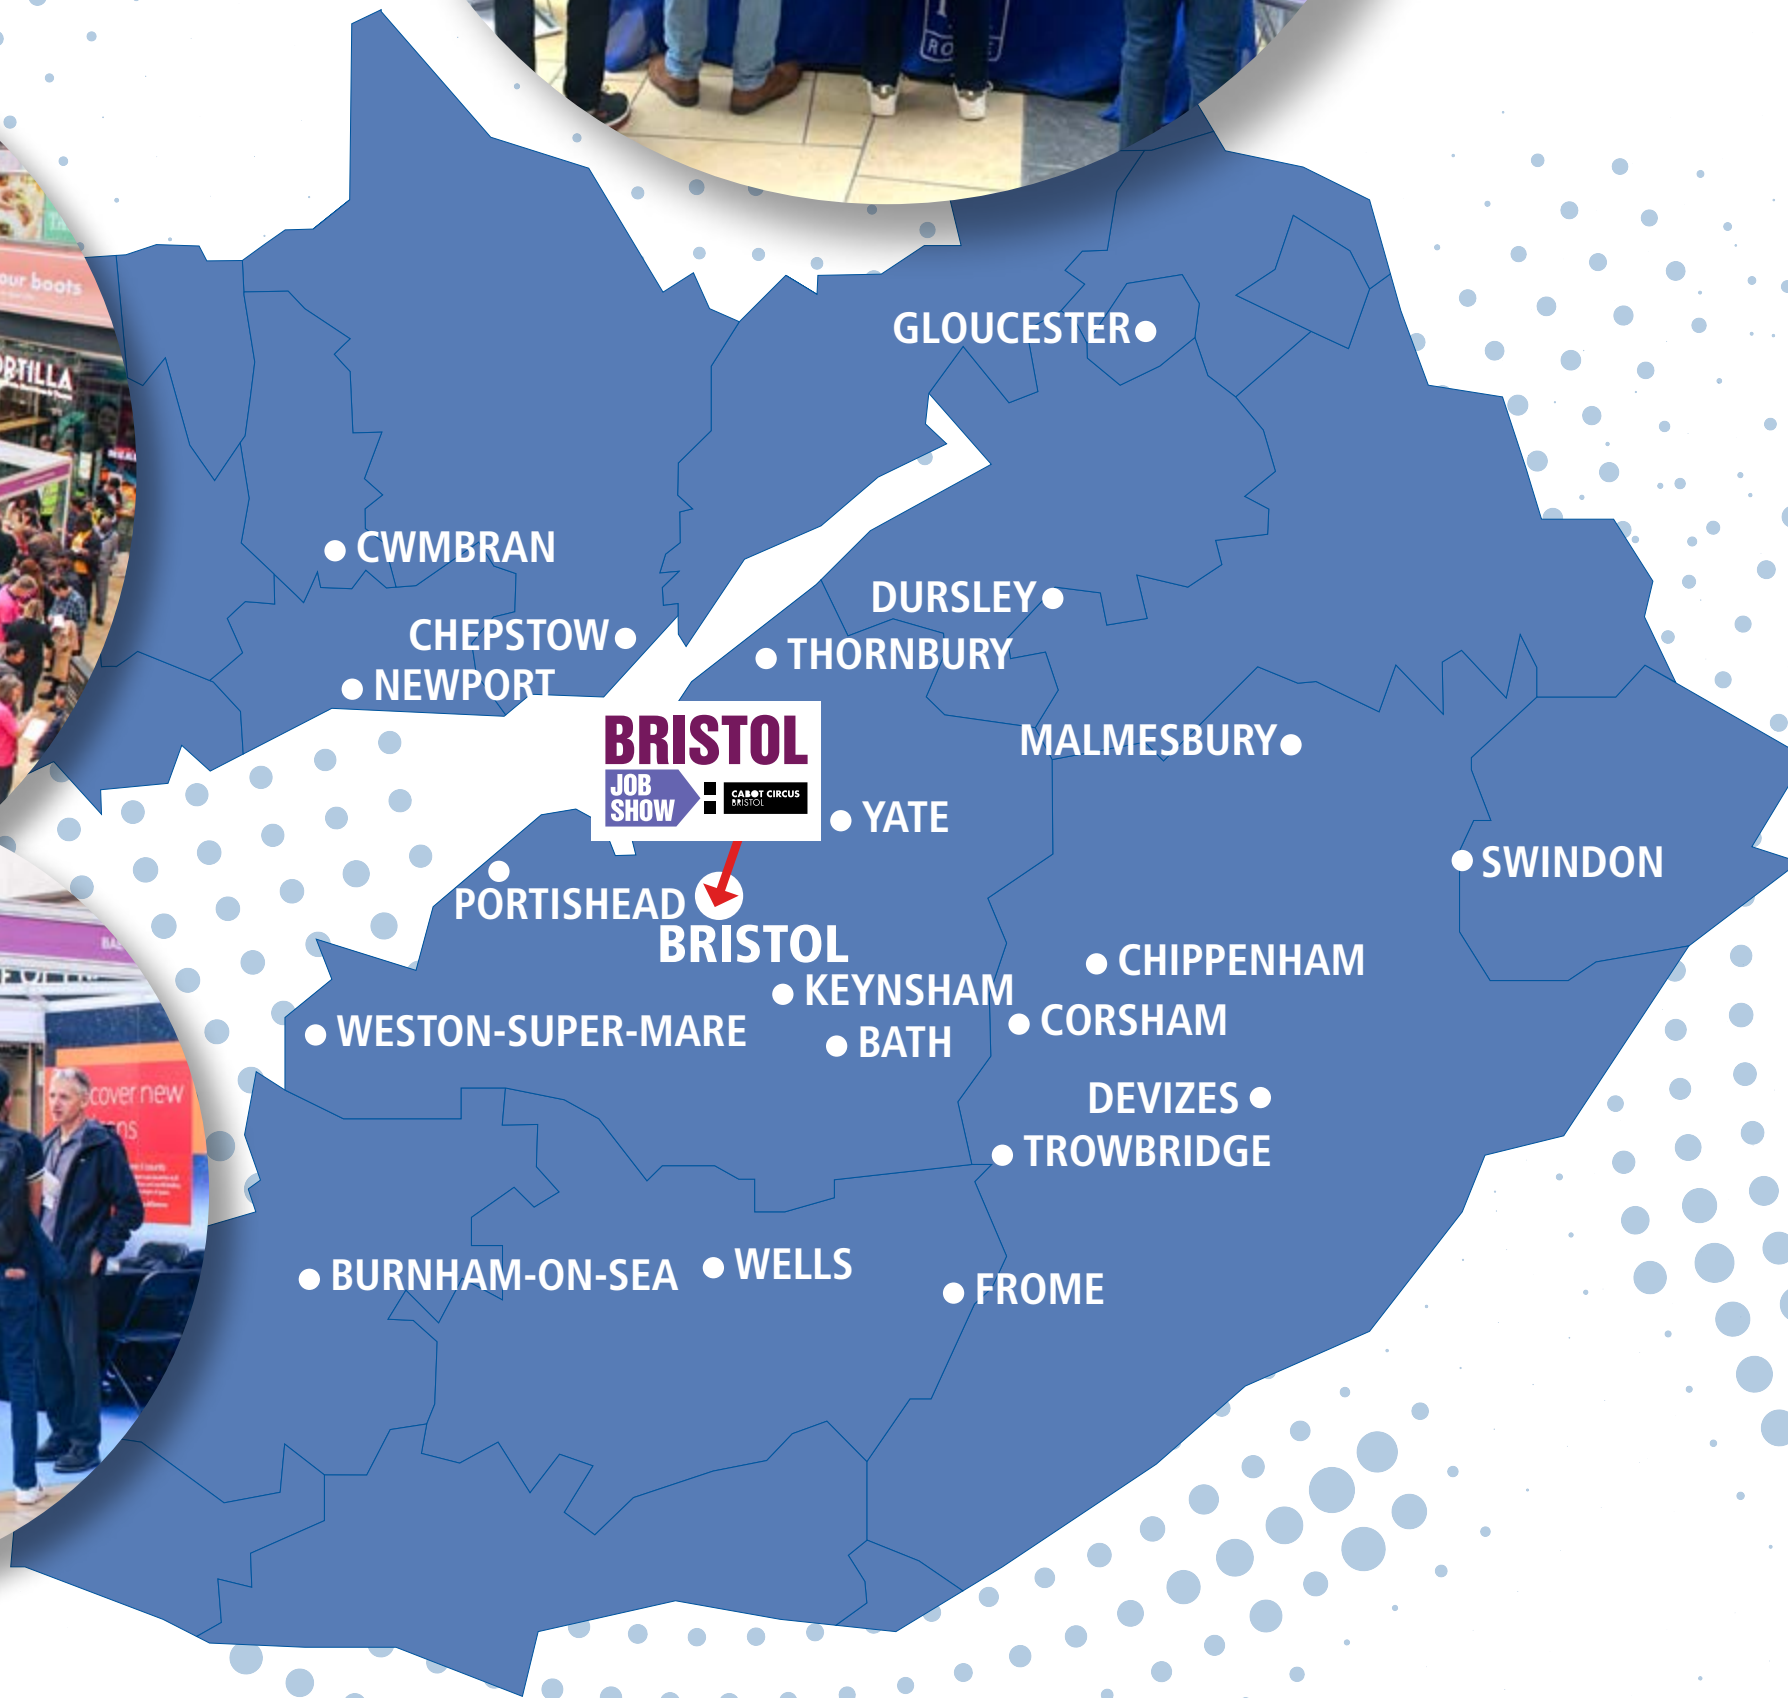 RO
our boots
GLOUCESTER
CWMBRAN
DURSLEY
CHEPSTOW
THORNBURY
NEWPORT
BRISTOL
JOB
SHOW
CABOT CIRCUS
BRISTOL
MALMESBURY
YATE
SWINDON
PORTISHEAD
BRISTOL
CHIPPENHAM
KEYNSHAM
CORSHAM
WESTON-SUPER-MARE
BATH
cover new
DEVIZES
TROWBRIDGE
BURNHAM-ON-SEA
WELLS
FROME